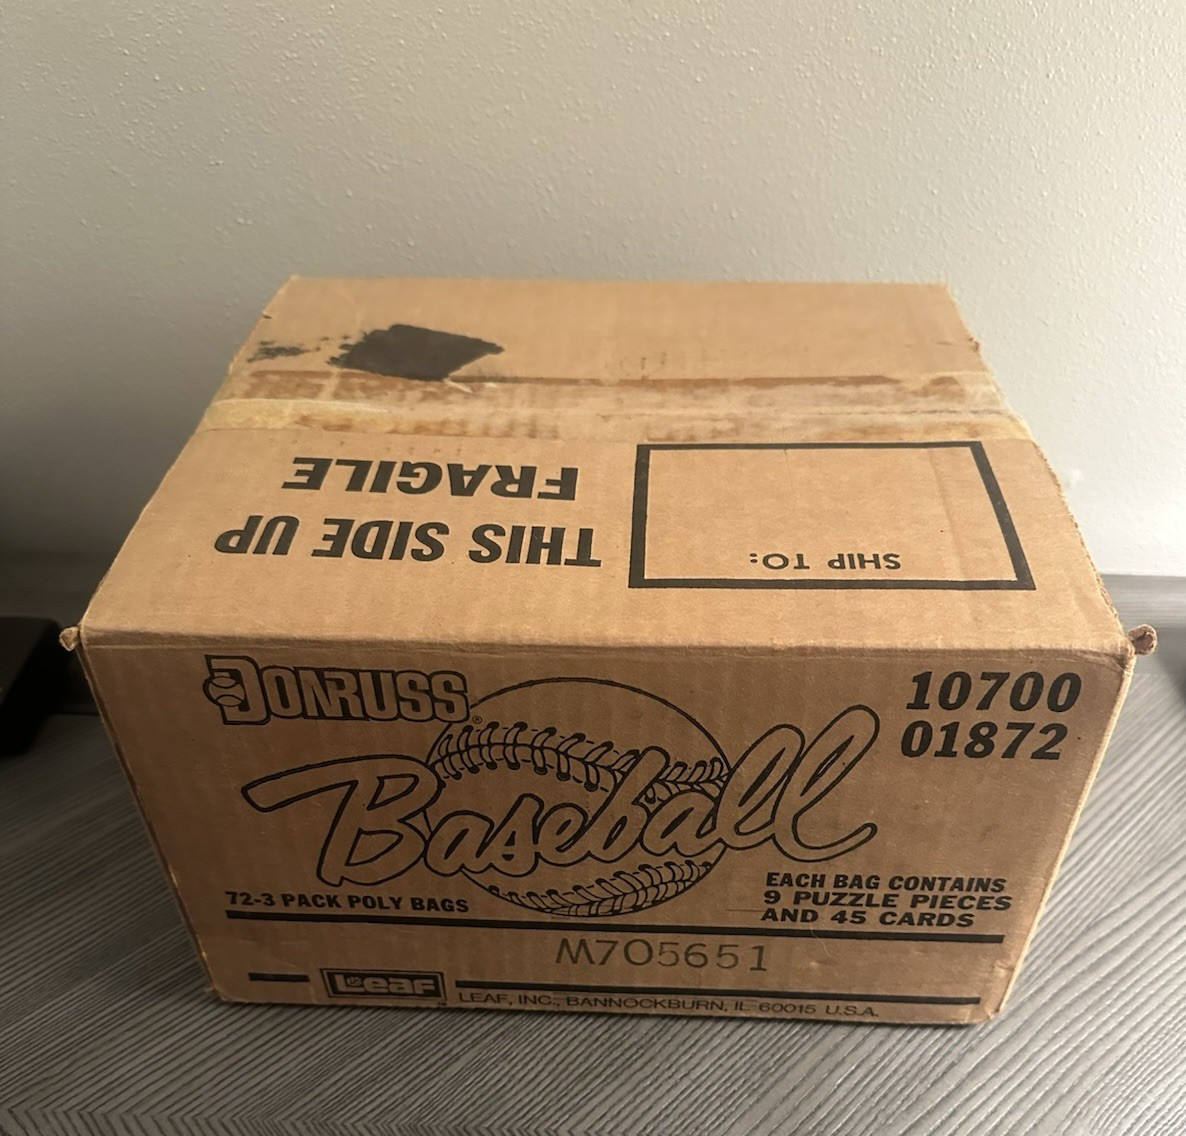 FRAGILE
THIS SIDE UP
SHIP TO:
DONRUSS®
Baseball
10700
01872
72-3 PACK POLY BAGS
EACH BAG CONTAINS
9 PUZZLE PIECES
AND 45 CARDS
M705651
Leaf
LEAF, INC., BANNOCKBURN, IL 60015 U.S.A.